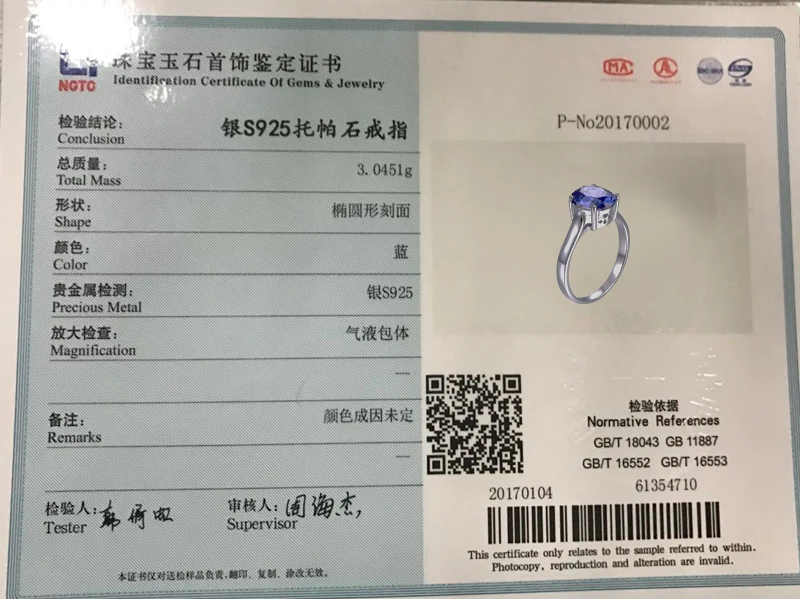 NGTC
珠宝玉石首饰鉴定证书
Identification Certificate Of Gems & Jewelry
检验结论:
Conclusion
银S925托帕石戒指
总质量:
Total Mass
3.0451g
形状:
Shape
椭圆形刻面
颜色:
Color
蓝
贵金属检测:
Precious Metal
银S925
放大检查:
Magnification
气液包体
—
备注:
Remarks
颜色成因未定
—
检验人:
Tester
审核人:
Supervisor
周海杰
本证书仅对送检样品负责,翻印、复制、涂改无效。
MA
P-No20170002
检验依据
Normative References
GB/T 18043 GB 11887
GB/T 16552 GB/T 16553
20170104
61354710
This certificate only relates to the sample referred to within.
Photocopy, reproduction and alteration are invalid.